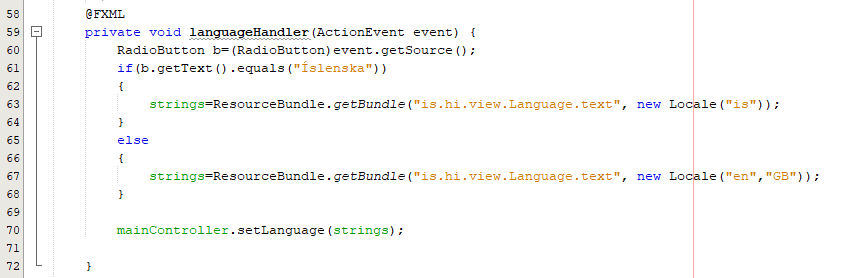 58 @FXML
59 private void languageHandler(ActionEvent event) {
60 RadioButton b=(RadioButton)event.getSource();
61 if(b.getText().equals("Íslenska"))
62 {
63 strings=ResourceBundle.getBundle("is.hi.view.Language.text", new Locale("is"));
64 }
65 else
66 {
67 strings=ResourceBundle.getBundle("is.hi.view.Language.text", new Locale("en","GB"));
68 }
69
70 mainController.setLanguage(strings);
71
72 }